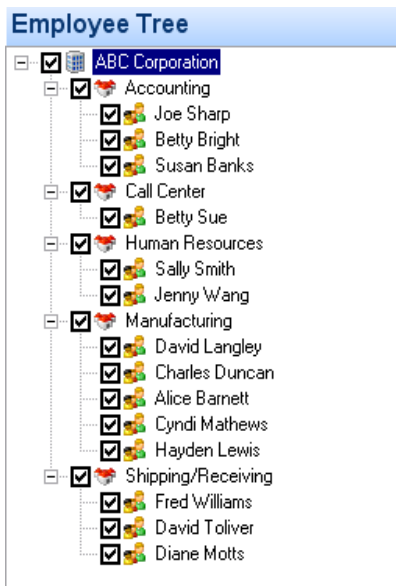 Employee Tree
ABC Corporation
Accounting
Joe Sharp
Betty Bright
Susan Banks
Call Center
Betty Sue
Human Resources
Sally Smith
Jenny Wang
Manufacturing
David Langley
Charles Duncan
Alice Barnett
Cyndi Mathews
Hayden Lewis
Shipping/Receiving
Fred Williams
David Toliver
Diane Motts